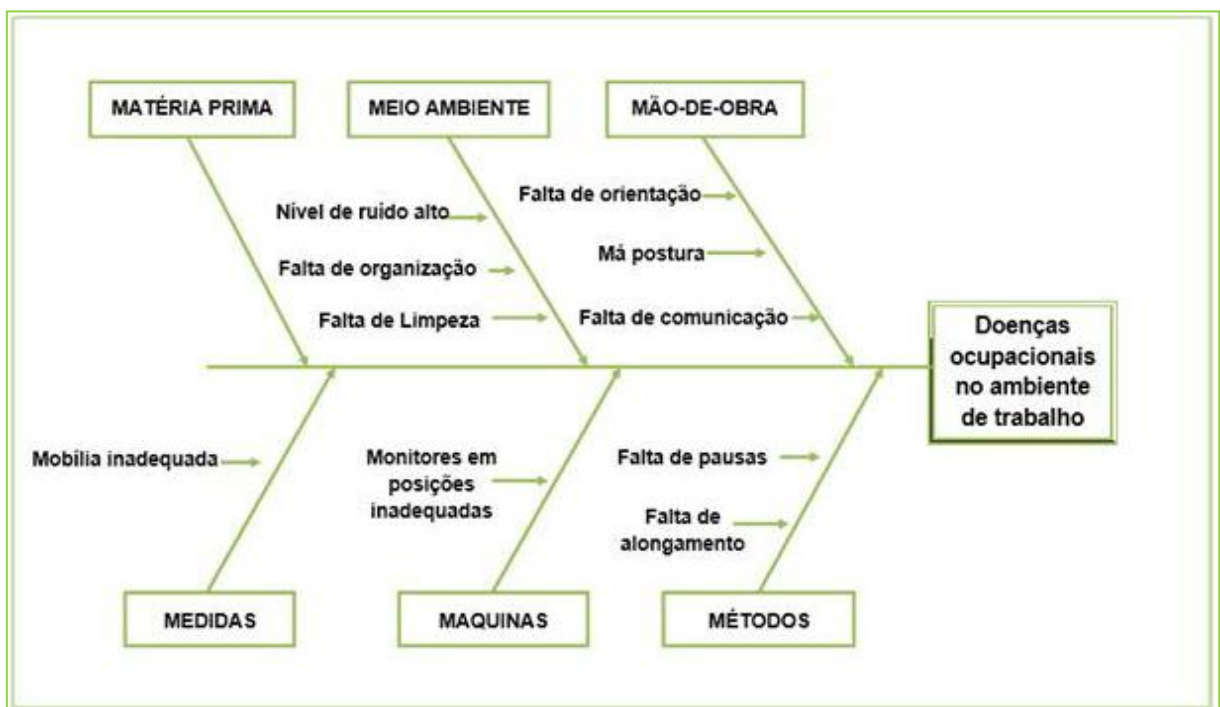 MATÉRIA PRIMA
MEIO AMBIENTE
MÃO-DE-OBRA
Nível de ruído alto
Falta de organização
Falta de Limpeza
Falta de orientação
Má postura
Falta de comunicação
Doenças
ocupacionais
no ambiente
de trabalho
Mobília inadequada
Monitores em
posições
inadequadas
Falta de pausas
Falta de
alongamento
MEDIDAS
MAQUINAS
MÉTODOS